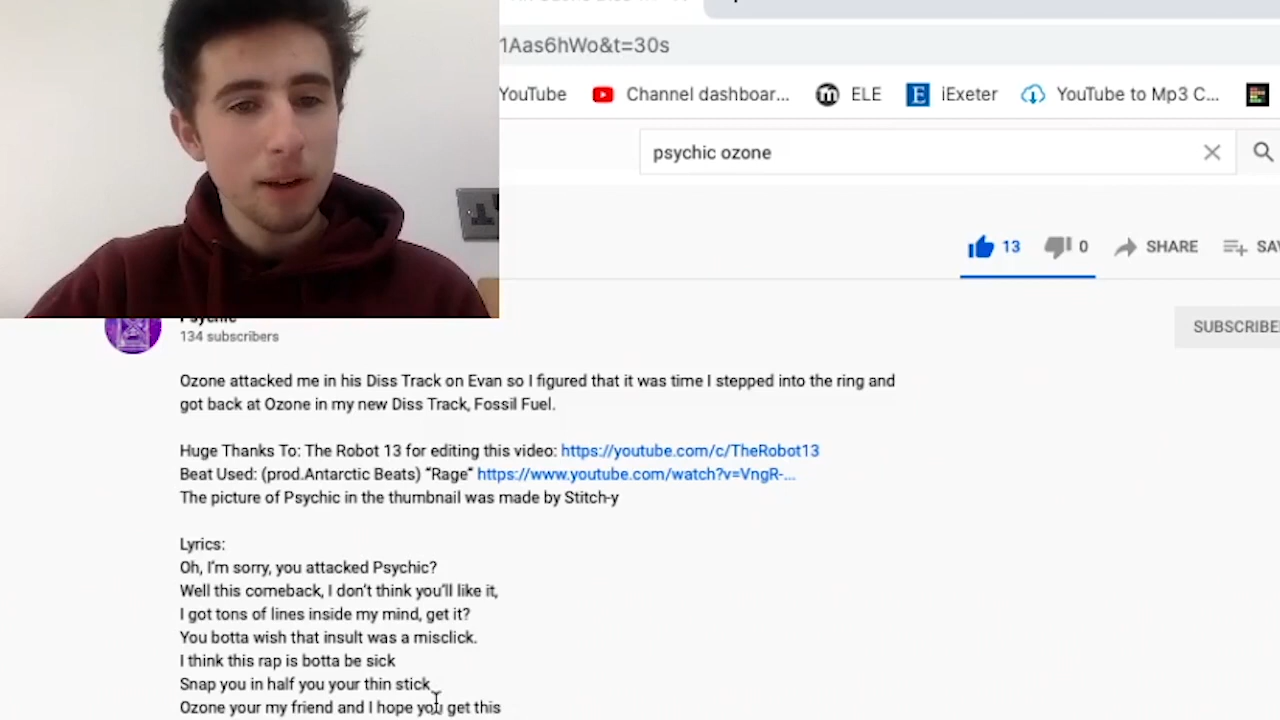 1Aas6hWo&t=30s
YouTube Channel dashboar... ELE iExeter YouTube to Mp3 C...
psychic ozone
13 0 SHARE SAV
Psychic
134 subscribers
SUBSCRIBE
Ozone attacked me in his Diss Track on Evan so I figured that it was time I stepped into the ring and
got back at Ozone in my new Diss Track, Fossil Fuel.
Huge Thanks To: The Robot 13 for editing this video: https://youtube.com/c/TheRobot13
Beat Used: (prod.Antarctic Beats) “Rage“ https://www.youtube.com/watch?v=VngR-...
The picture of Psychic in the thumbnail was made by Stitch-y
Lyrics:
Oh, I’m sorry, you attacked Psychic?
Well this comeback, I don’t think you’ll like it,
I got tons of lines inside my mind, get it?
You botta wish that insult was a misclick.
I think this rap is botta be sick
Snap you in half you your thin stick
Ozone your my friend and I hope you get this